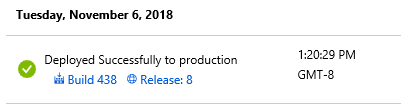 Tuesday, November 6, 2018
Deployed Successfully to production
Build 438 Release: 8
1:20:29 PM
GMT-8